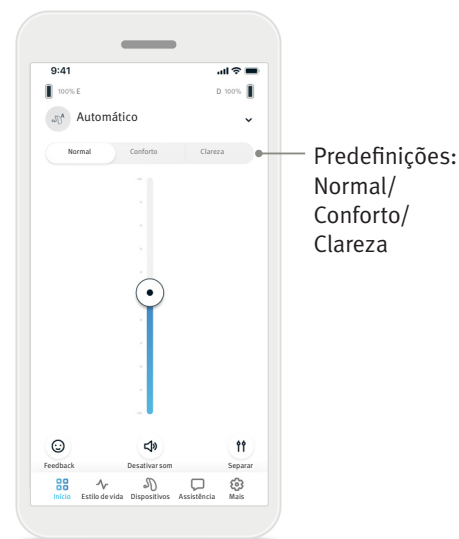 9:41
100% E
D 100%
Automático
Normal Conforto Clareza
Predefinições:
Normal/
Conforto/
Clareza
Feedback Desativar som Separar
Início Estilo de vida Dispositivos Assistência Mais